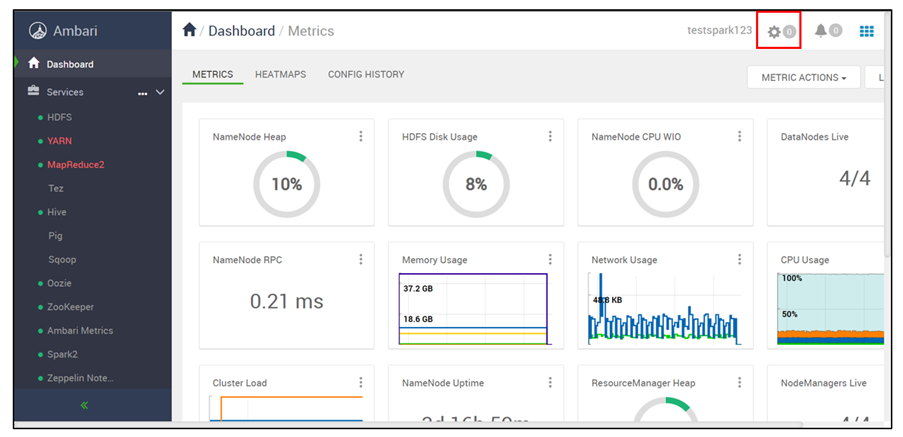 Ambari
Dashboard / Metrics
testspark123
0
0
Dashboard
Services
HDFS
YARN
MapReduce2
Tez
Hive
Pig
Sqoop
Oozie
ZooKeeper
Ambari Metrics
Spark2
Zeppelin Note...
METRICS
HEATMAPS
CONFIG HISTORY
METRIC ACTIONS
L
NameNode Heap
10%
HDFS Disk Usage
8%
NameNode CPU WIO
0.0%
DataNodes Live
4/4
NameNode RPC
0.21 ms
Memory Usage
37.2 GB
18.6 GB
Network Usage
48.8 KB
CPU Usage
100%
50%
Cluster Load
NameNode Uptime
ResourceManager Heap
NodeManagers Live